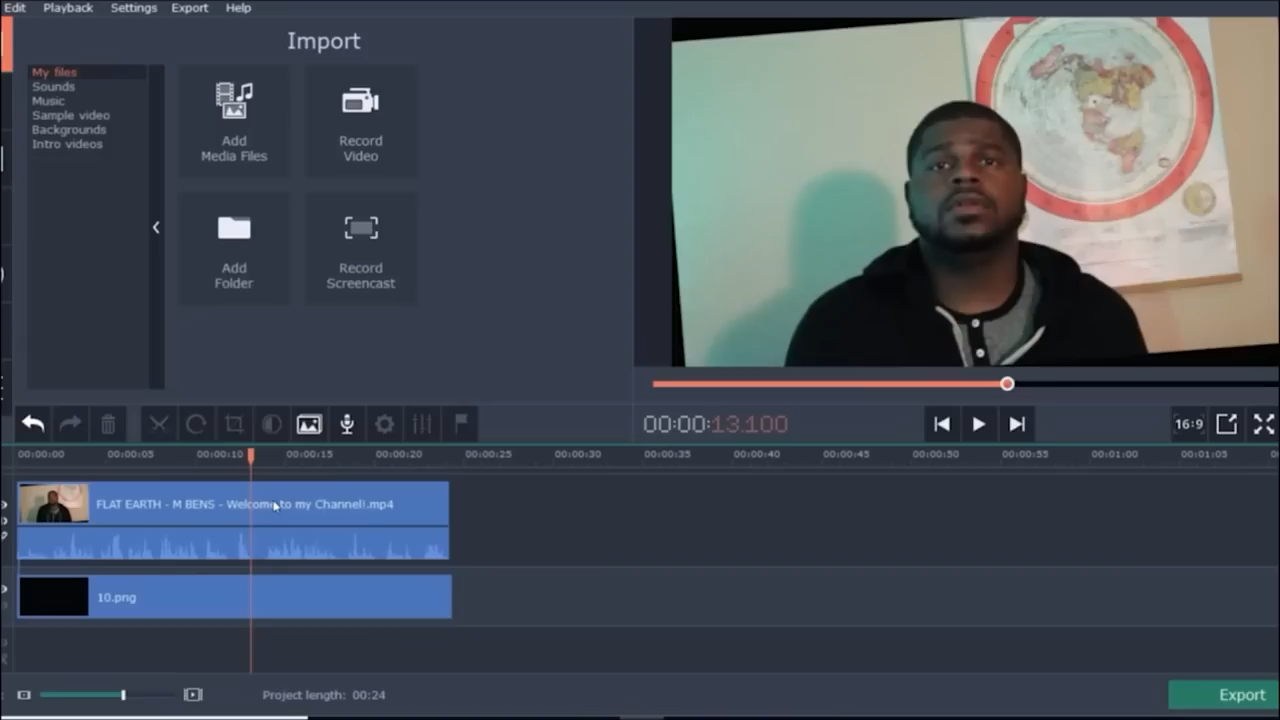 Edit Playback Settings Export Help
Import
My files
Sounds
Music
Sample video
Backgrounds
Intro videos
Add
Media Files
Record
Video
Add
Folder
Record
Screencast
00:00:13.100
16:9
00:00:00 00:00:05 00:00:10 00:00:15 00:00:20 00:00:25 00:00:30 00:00:35 00:00:40 00:00:45 00:00:50 00:00:55 00:01:00 00:01:05
FLAT EARTH - M BENS - Welcome to my Channel!.mp4
10.png
Project length: 00:24
Export